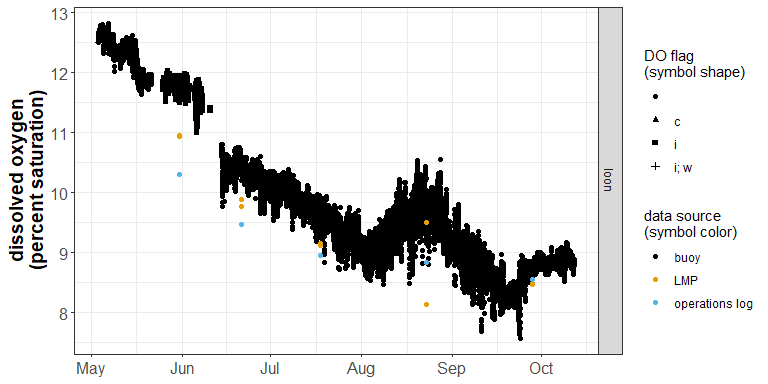 dissolved oxygen
(percent saturation)
13
12
11
10
9
8
May
Jun
Jul
Aug
Sep
Oct
loon
DO flag
(symbol shape)
c
i
i; w
data source
(symbol color)
buoy
LMP
operations log